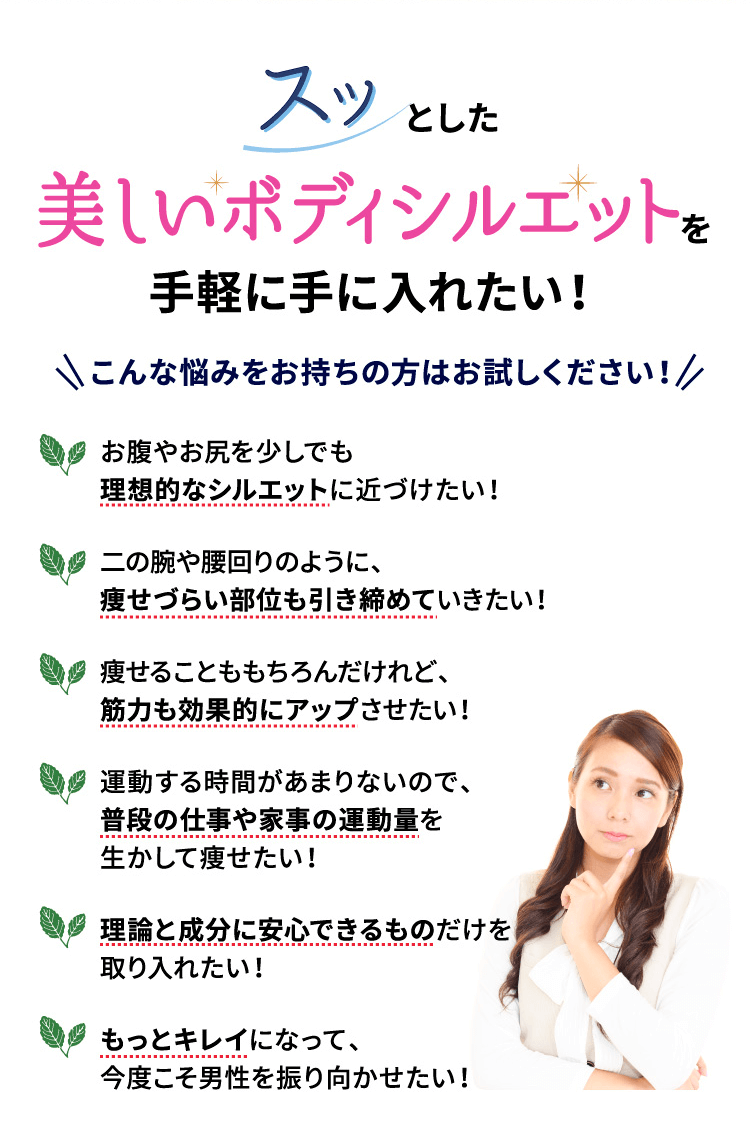 スッとした
美しいボディシルエットを
手軽に手に入れたい！
こんな悩みをお持ちの方はお試しください！
お腹やお尻を少しでも
理想的なシルエットに近づけたい！
二の腕や腰回りのように、
痩せづらい部位も引き締めていきたい！
痩せることももちろんだけれど、
筋力も効果的にアップさせたい！
運動する時間があまりないので、
普段の仕事や家事の運動量を
生かして痩せたい！
理論と成分に安心できるものだけを
取り入れたい！
もっとキレイになって、
今度こそ男性を振り向かせたい！